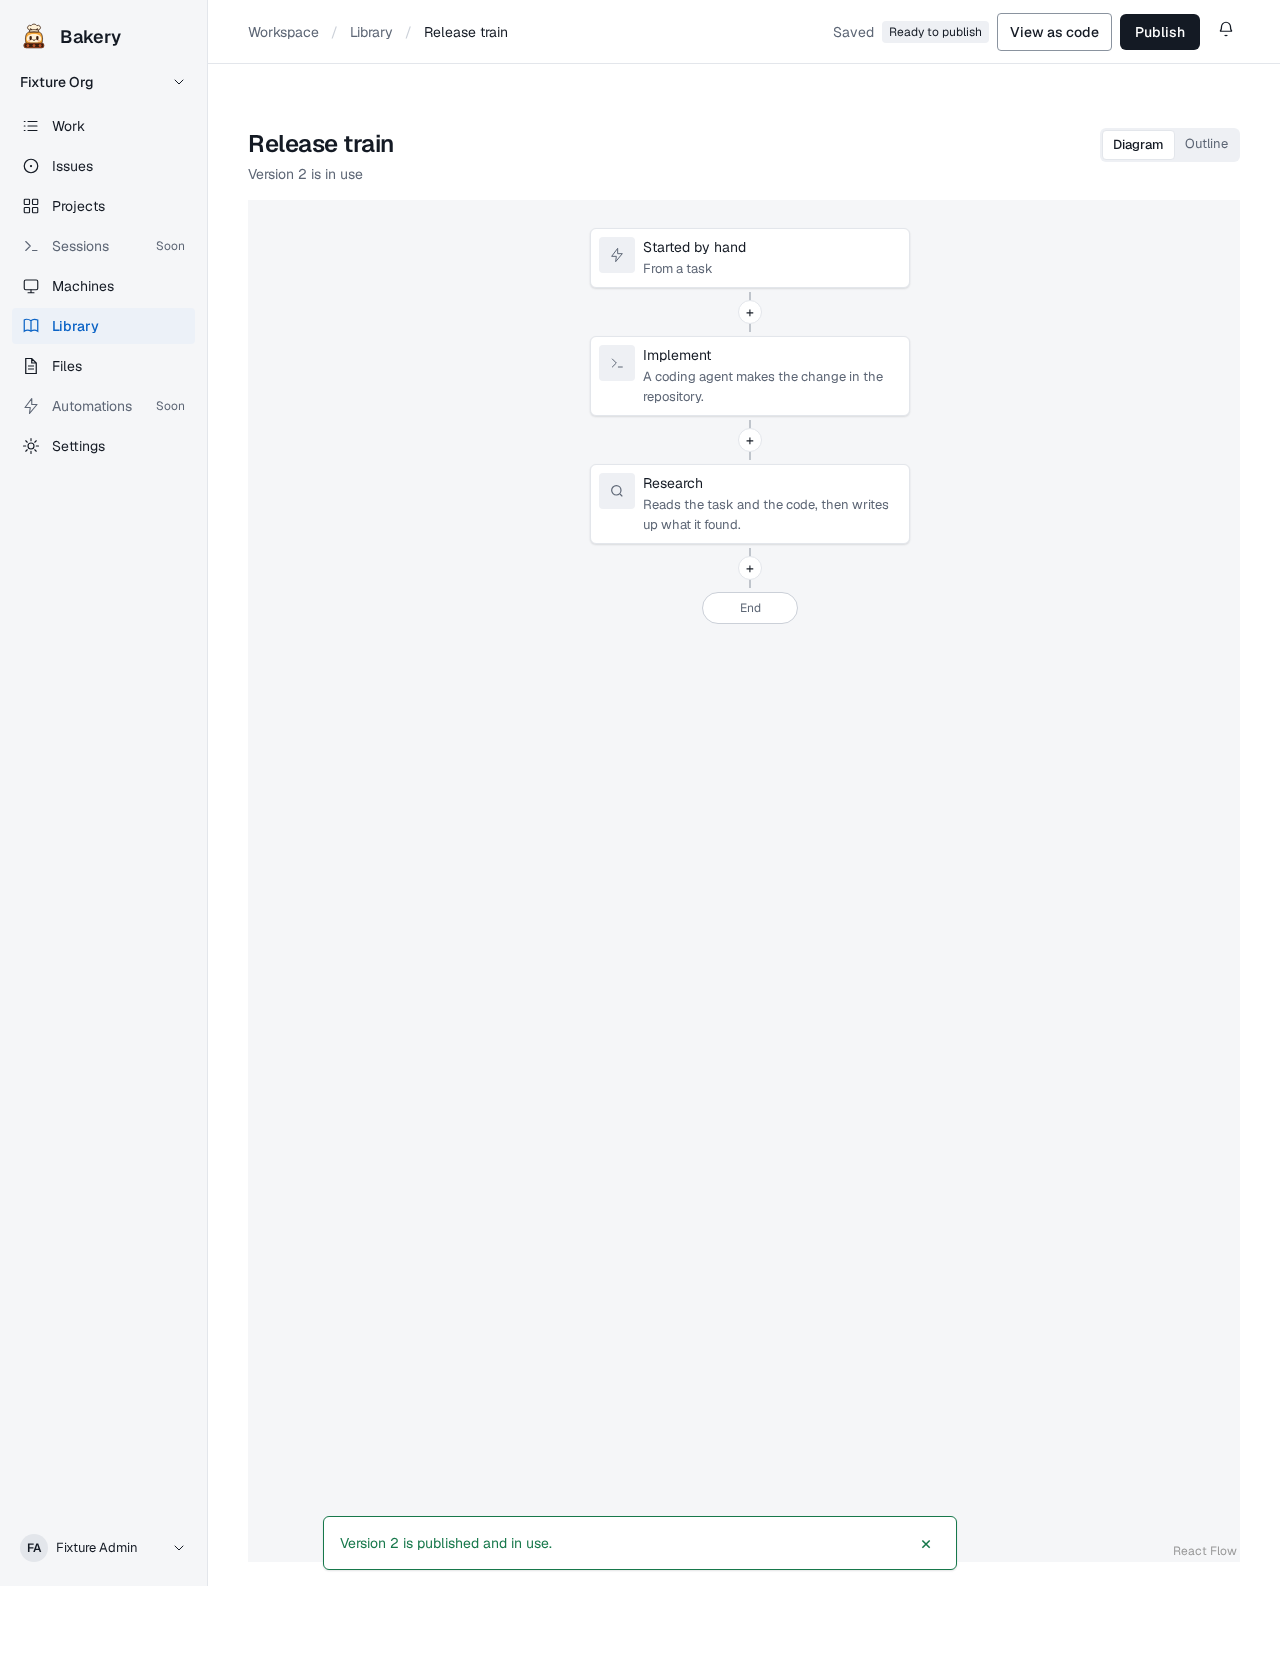 Bakery
Fixture Org
Work
Issues
Projects
Sessions Soon
Machines
Library
Files
Automations Soon
Settings
FA Fixture Admin
Workspace / Library / Release train
Saved Ready to publish View as code Publish
Release train
Version 2 is in use
Diagram Outline
Started by hand
From a task
+
Implement
A coding agent makes the change in the
repository.
+
Research
Reads the task and the code, then writes
up what it found.
+
End
Version 2 is published and in use.
React Flow